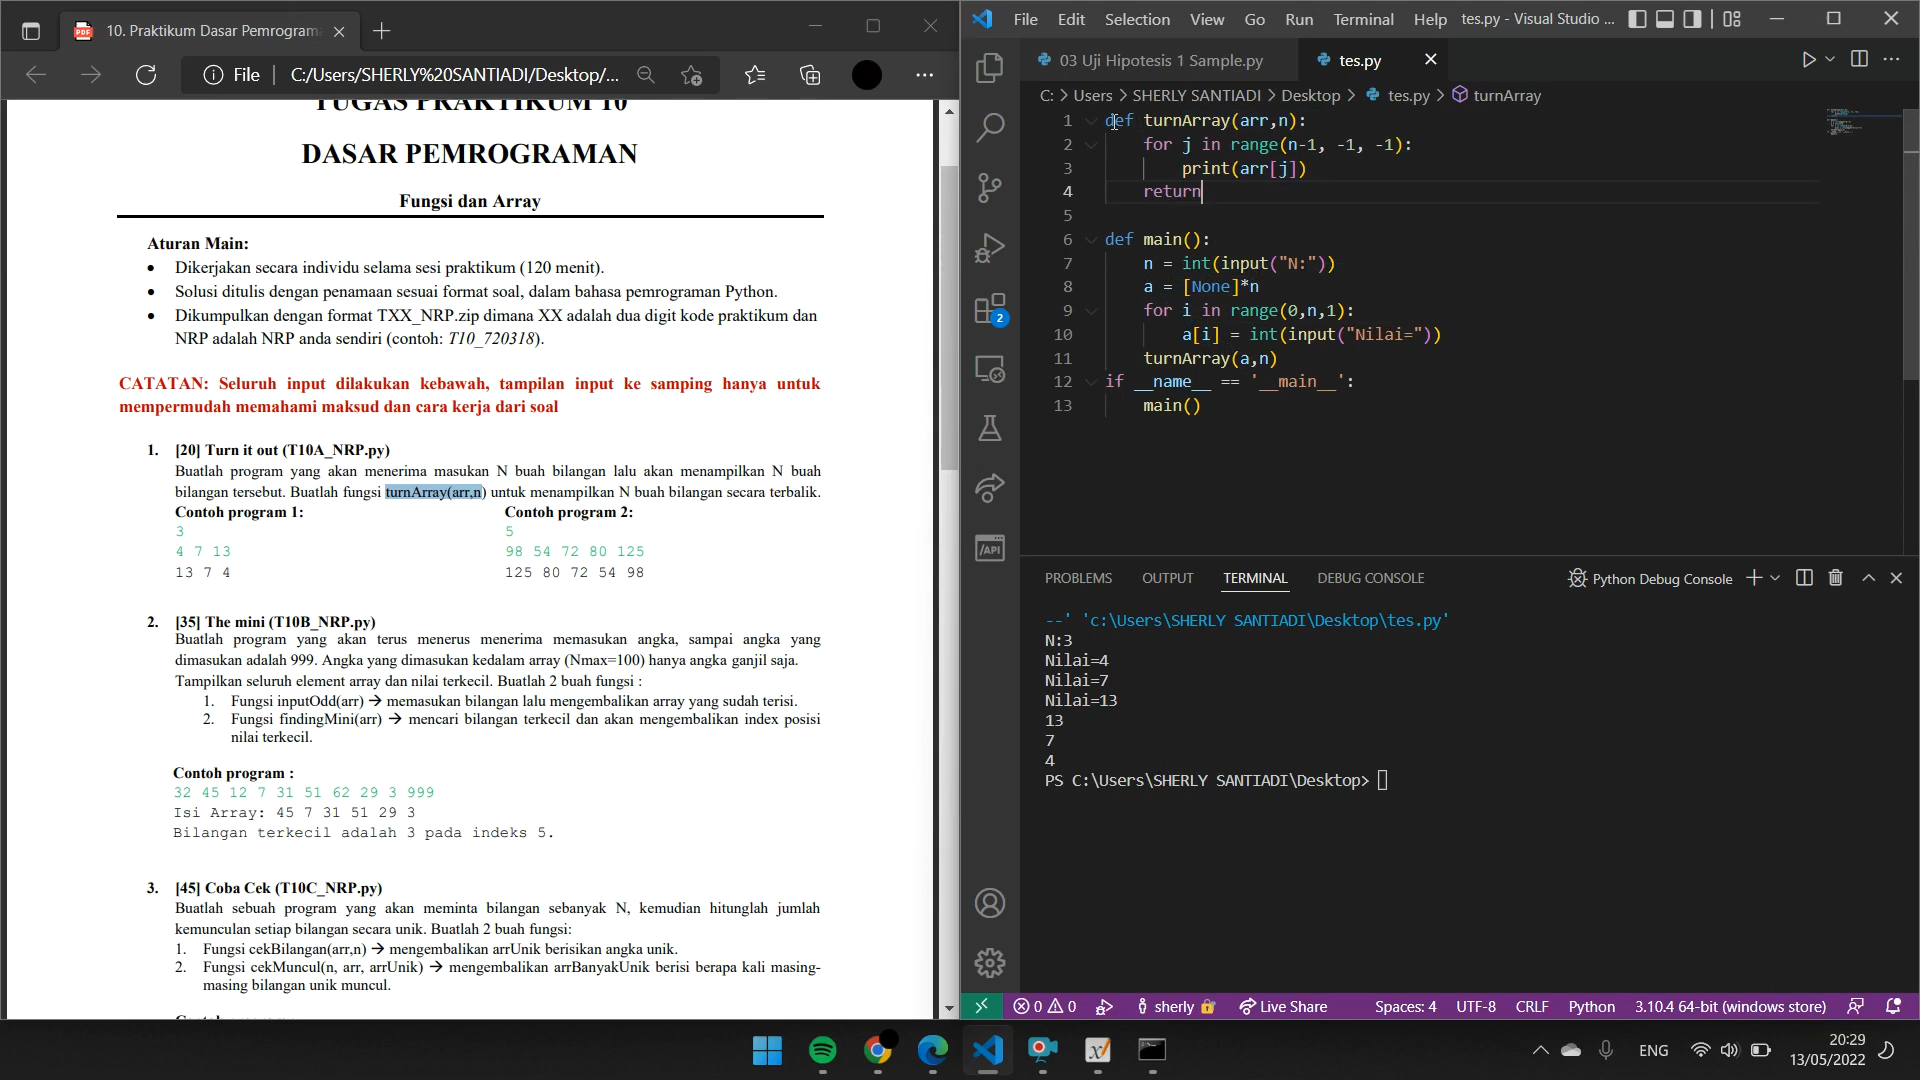 10. Praktikum Dasar Pemrogram
File
C:/Users/SHERLY%20SANTIADI/Desktop/...
TUGAS PRAKTIKUM 10
DASAR PEMROGRAMAN
Fungsi dan Array
Aturan Main:
• Dikerjakan secara individu selama sesi praktikum (120 menit).
• Solusi ditulis dengan penamaan sesuai format soal, dalam bahasa pemrograman Python.
• Dikumpulkan dengan format TXX_NRP.zip dimana XX adalah dua digit kode praktikum dan
NRP adalah NRP anda sendiri (contoh: T10_720318).
CATATAN: Seluruh input dilakukan kebawah, tampilan input ke samping hanya untuk
mempermudah memahami maksud dan cara kerja dari soal
1. [20] Turn it out (T10A_NRP.py)
Buatlah program yang akan menerima masukan N buah bilangan lalu akan menampilkan N buah
bilangan tersebut. Buatlah fungsi turnArray(arr,n) untuk menampilkan N buah bilangan secara terbalik.
Contoh program 1: Contoh program 2:
3 5
4 7 13 98 54 72 80 125
13 7 4 125 80 72 54 98
2. [35] The mini (T10B_NRP.py)
Buatlah program yang akan terus menerus menerima memasukan angka, sampai angka yang
dimasukan adalah 999. Angka yang dimasukan kedalam array (Nmax=100) hanya angka ganjil saja.
Tampilkan seluruh element array dan nilai terkecil. Buatlah 2 buah fungsi :
1. Fungsi inputOdd(arr) → memasukan bilangan lalu mengembalikan array yang sudah terisi.
2. Fungsi findingMini(arr) → mencari bilangan terkecil dan akan mengembalikan index posisi
nilai terkecil.
Contoh program :
32 45 12 7 31 51 62 29 3 999
Isi Array: 45 7 31 51 29 3
Bilangan terkecil adalah 3 pada indeks 5.
3. [45] Coba Cek (T10C_NRP.py)
Buatlah sebuah program yang akan meminta bilangan sebanyak N, kemudian hitunglah jumlah
kemunculan setiap bilangan secara unik. Buatlah 2 buah fungsi:
1. Fungsi cekBilangan(arr,n) → mengembalikan arrUnik berisikan angka unik.
2. Fungsi cekMuncul(n, arr, arrUnik) → mengembalikan arrBanyakUnik berisi berapa kali masing-
masing bilangan unik muncul.
File Edit Selection View Go Run Terminal Help tes.py - Visual Studio ...
03 Uji Hipotesis 1 Sample.py tes.py
C: > Users > SHERLY SANTIADI > Desktop > tes.py > turnArray
1 def turnArray(arr,n):
2 for j in range(n-1, -1, -1):
3 print(arr[j])
4 return
5
6 def main():
7 n = int(input("N:"))
8 a = [None]*n
9 for i in range(0,n,1):
10 a[i] = int(input("Nilai="))
11 turnArray(a,n)
12 if __name__ == '__main__':
13 main()
2
/API
PROBLEMS OUTPUT TERMINAL DEBUG CONSOLE Python Debug Console
--' 'c:\Users\SHERLY SANTIADI\Desktop\tes.py'
N:3
Nilai=4
Nilai=7
Nilai=13
13
7
4
PS C:\Users\SHERLY SANTIADI\Desktop>
0 0 sherly Live Share Spaces: 4 UTF-8 CRLF Python 3.10.4 64-bit (windows store)
ENG 20:29
13/05/2022